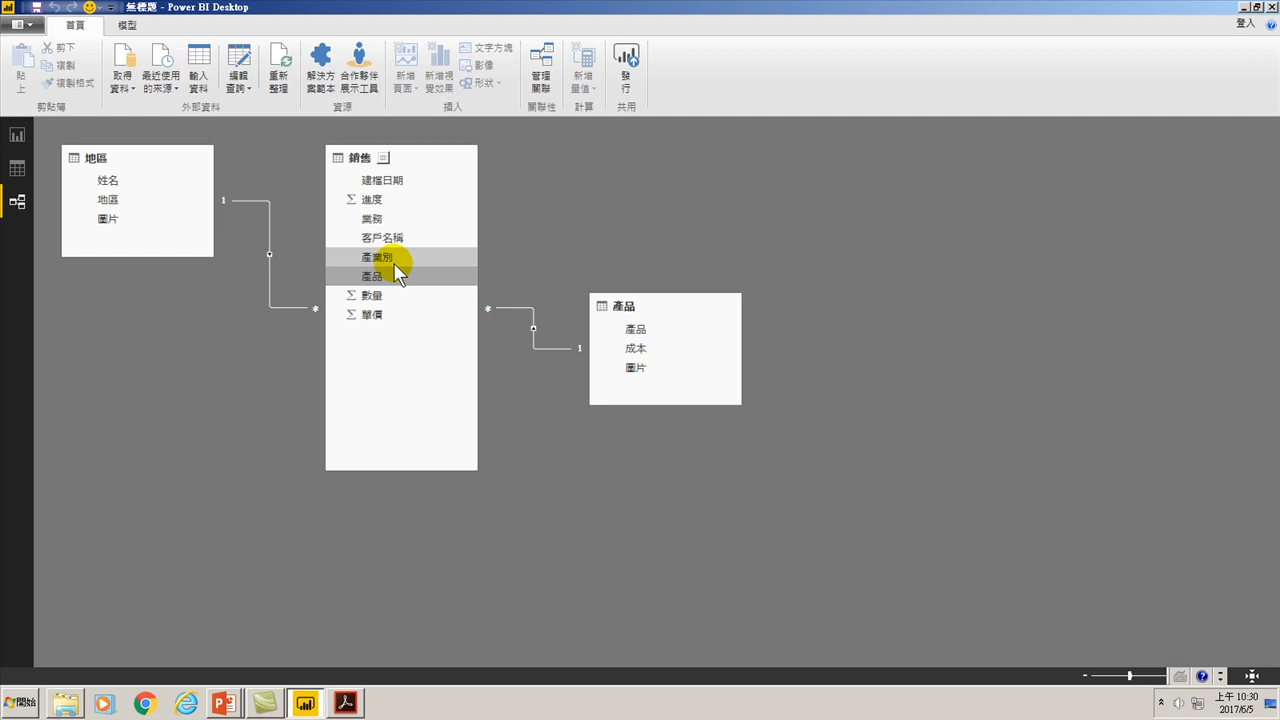 無標題 - Power BI Desktop
首頁
模型
登入
貼上
剪下
複製
複製格式
剪貼簿
取得資料
最近使用的來源
輸入資料
編輯查詢
外部資料
重新整理
解決方案範本
合作夥伴展示工具
資源
新增頁面
新增視覺效果
文字方塊
影像
形狀
插入
管理關聯
關聯性
新增量值
計算
發行
共用
地區
姓名
地區
圖片
1
*
銷售
建檔日期
Σ 進度
業務
客戶名稱
產業別
產品
Σ 數量
Σ 單價
*
1
產品
產品
成本
圖片
開始
上午 10:30
2017/6/5